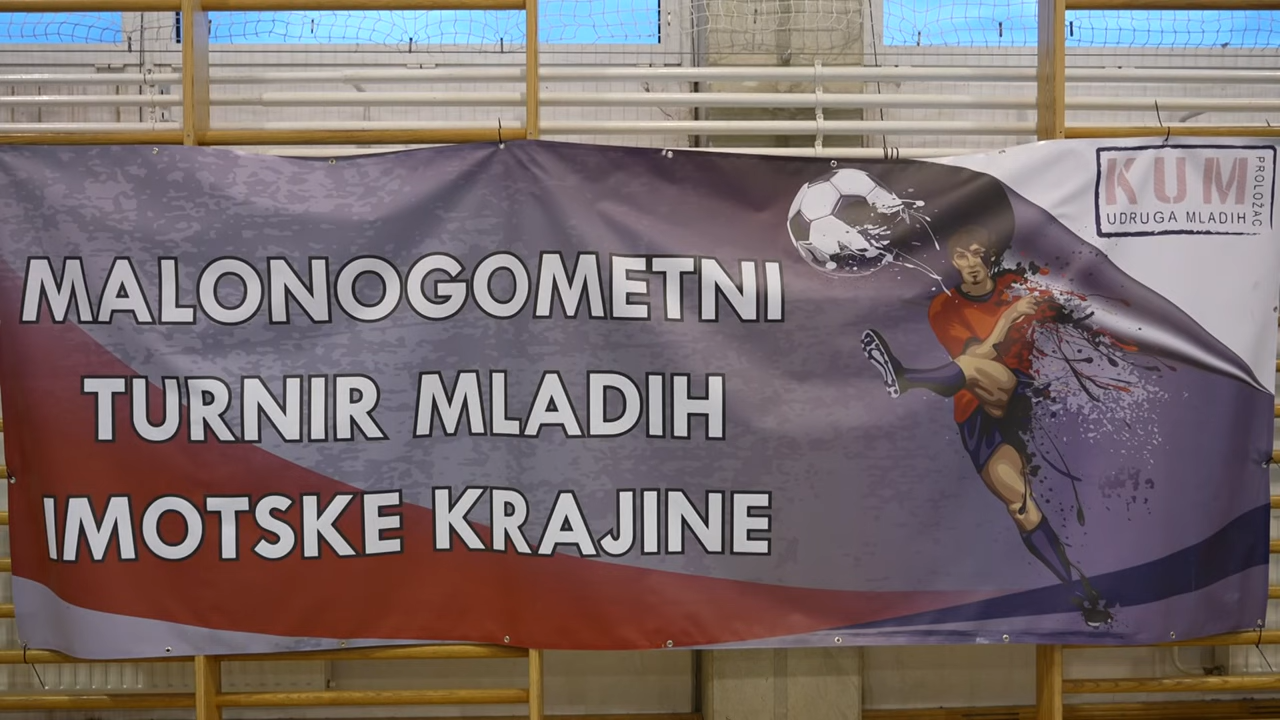 MALONOGOMETNI
TURNIR MLADIH
IMOTSKE KRAJINE
KUM
UDRUGA MLADIH
PROLOŽAC